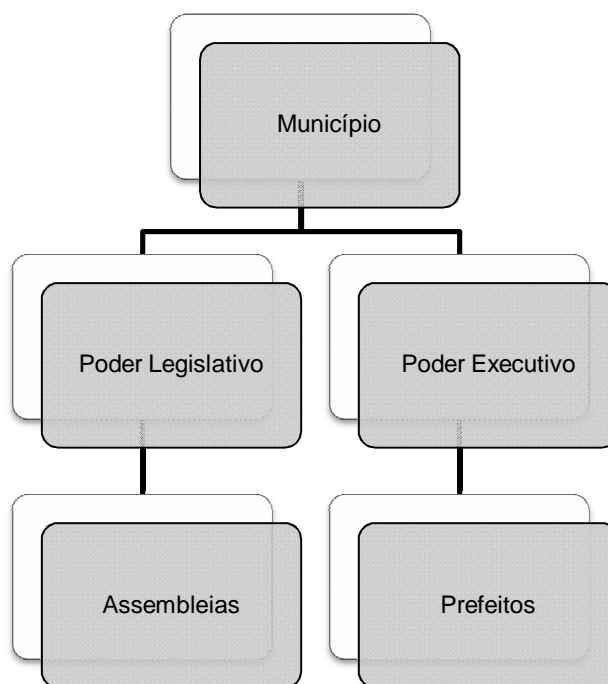 Município
Poder Legislativo
Poder Executivo
Assembleias
Prefeitos